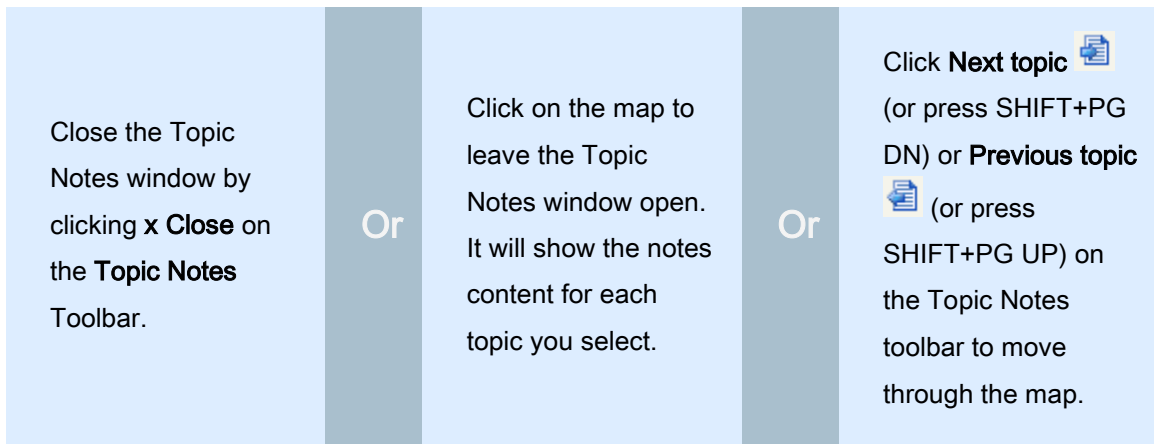 Close the Topic
Notes window by
clicking x Close on
the Topic Notes
Toolbar.
Or
Click on the map to
leave the Topic
Notes window open.
It will show the notes
content for each
topic you select.
Or
Click Next topic
(or press SHIFT+PG
DN) or Previous topic
(or press
SHIFT+PG UP) on
the Topic Notes
toolbar to move
through the map.